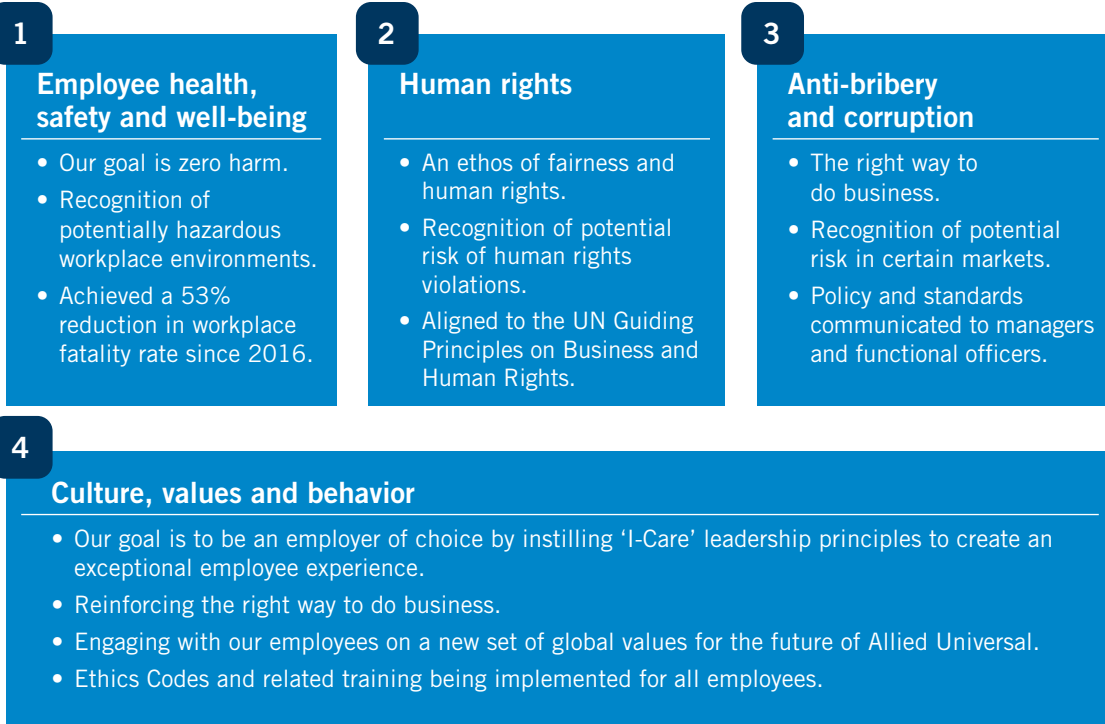 1
Employee health,
safety and well-being
• Our goal is zero harm.
• Recognition of
potentially hazardous
workplace environments.
• Achieved a 53%
reduction in workplace
fatality rate since 2016.
2
Human rights
• An ethos of fairness and
human rights.
• Recognition of potential
risk of human rights
violations.
• Aligned to the UN Guiding
Principles on Business and
Human Rights.
3
Anti-bribery
and corruption
• The right way to
do business.
• Recognition of potential
risk in certain markets.
• Policy and standards
communicated to managers
and functional officers.
4
Culture, values and behavior
• Our goal is to be an employer of choice by instilling ‘I-Care’ leadership principles to create an
exceptional employee experience.
• Reinforcing the right way to do business.
• Engaging with our employees on a new set of global values for the future of Allied Universal.
• Ethics Codes and related training being implemented for all employees.